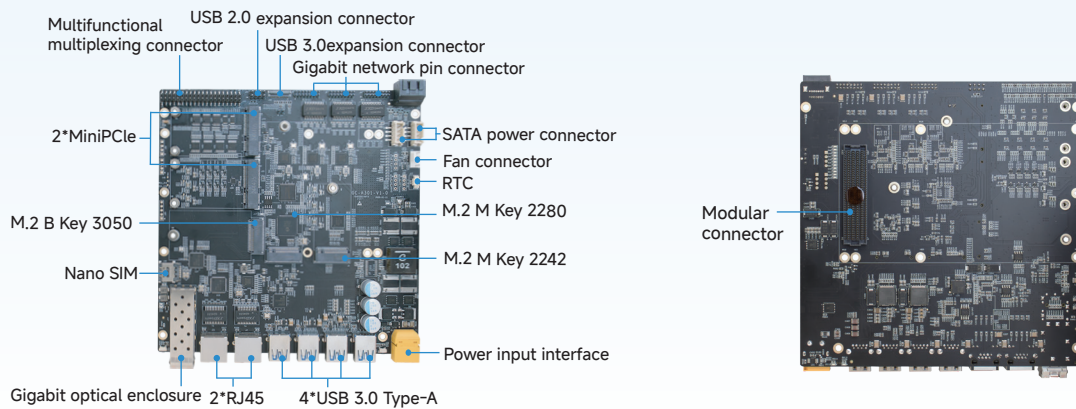 Multifunctional
multiplexing connector
USB 2.0 expansion connector
USB 3.0expansion connector
Gigabit network pin connector
2*MiniPCIe
SATA power connector
Fan connector
RTC
M.2 B Key 3050
M.2 M Key 2280
M.2 M Key 2242
Nano SIM
102
Power input interface
Gigabit optical enclosure
2*RJ45
4*USB 3.0 Type-A
Modular
connector